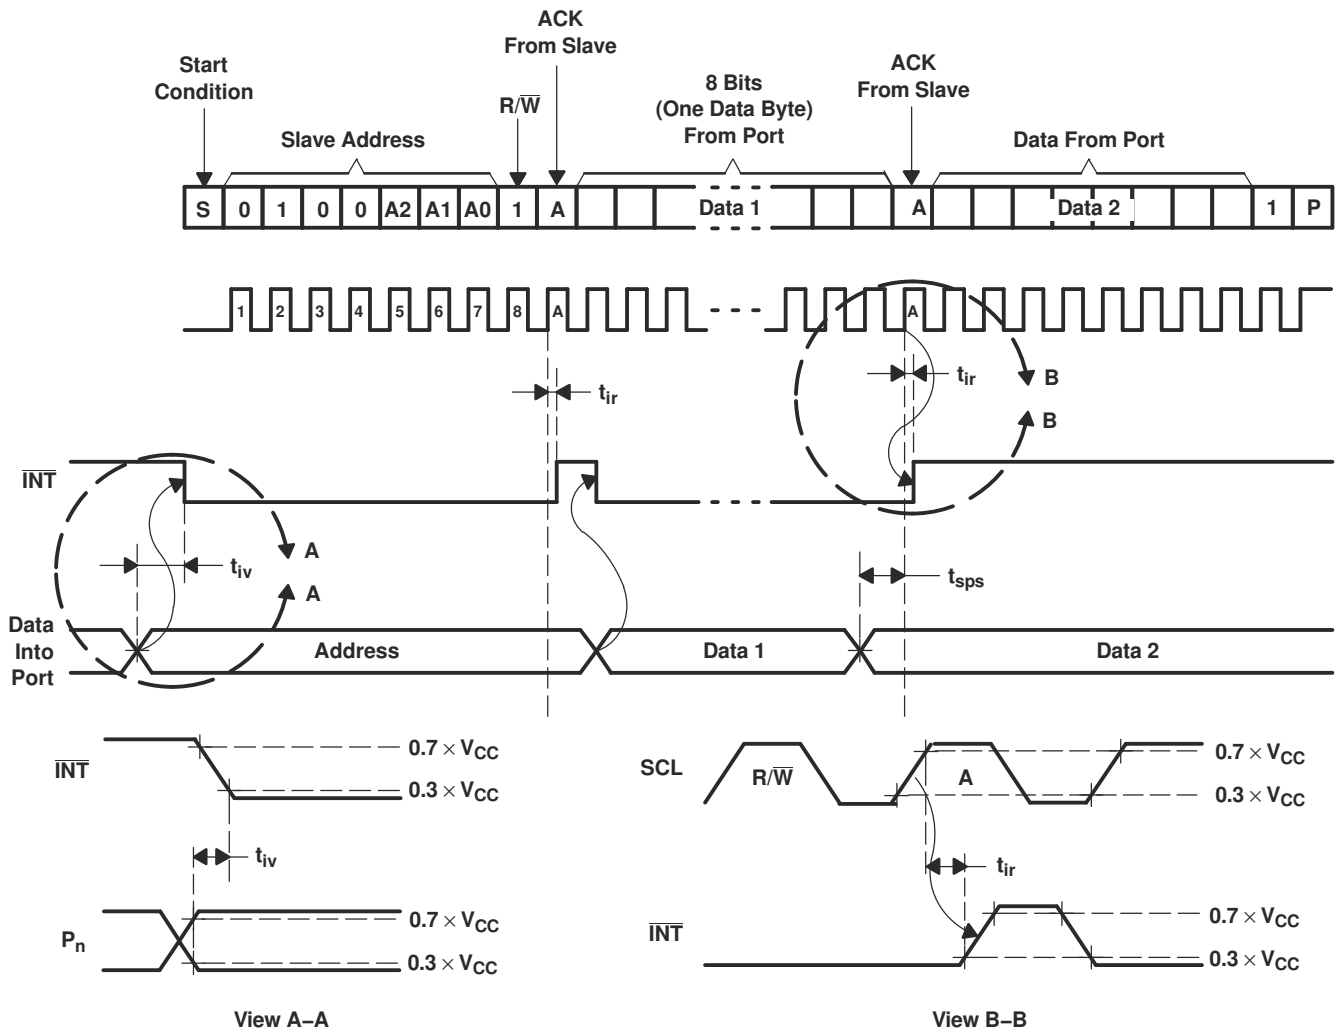 ACK
From Slave
Start
Condition
R/W̅
ACK
From Slave
8 Bits
(One Data Byte)
From Port
Slave Address
Data From Port
S 0 1 0 0 A2 A1 A0 1 A Data 1 A Data 2 1 P
1 2 3 4 5 6 7 8 A A
tir
tir
B
B
I̅N̅T̅
A
A
tiv
tsps
Data
Into
Port
Address
Data 1
Data 2
I̅N̅T̅
0.7 × VCC
0.3 × VCC
tiv
Pn
0.7 × VCC
0.3 × VCC
View A–A
SCL
R/W̅
A
0.7 × VCC
0.3 × VCC
tir
I̅N̅T̅
0.7 × VCC
0.3 × VCC
View B–B